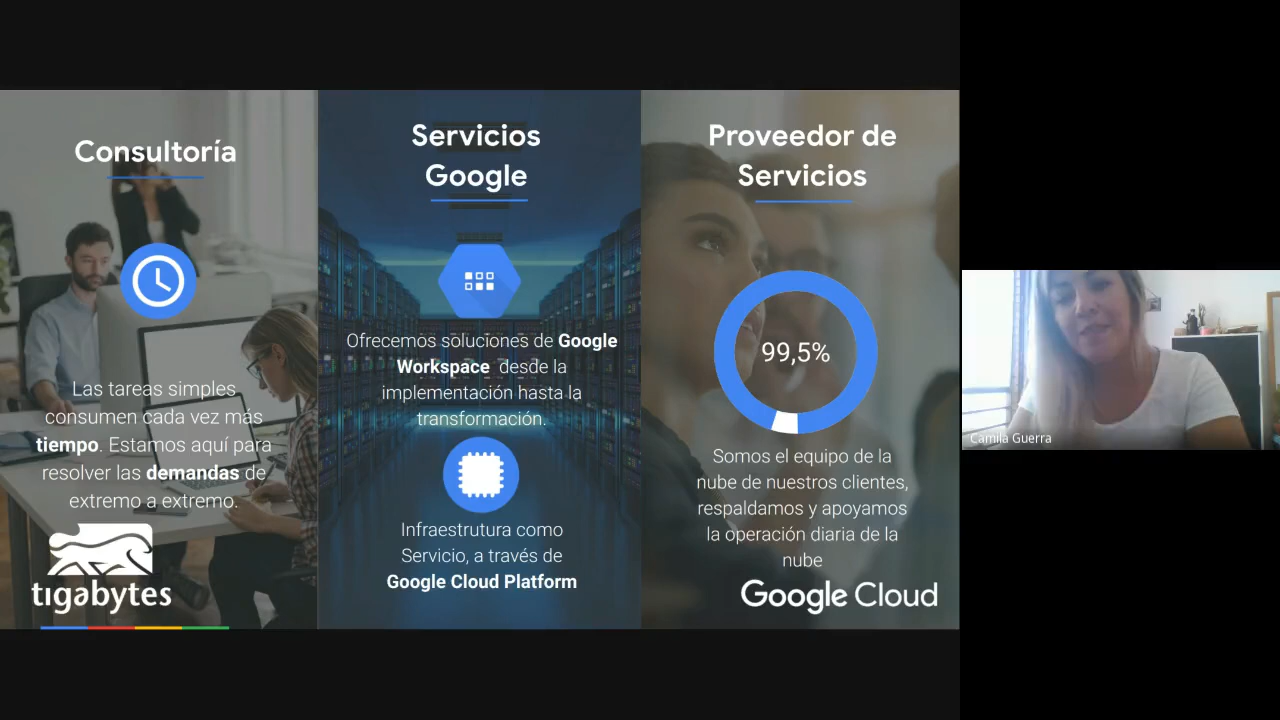 Consultoría
Las tareas simples
consumen cada vez más
tiempo. Estamos aquí para
resolver las demandas de
extremo a extremo.
tigabytes
Servicios
Google
Ofrecemos soluciones de Google
Workspace desde la
implementación hasta la
transformación.
Infraestrutura como
Servicio, a través de
Google Cloud Platform
Proveedor de
Servicios
99,5%
Somos el equipo de la
nube de nuestros clientes,
respaldamos y apoyamos
la operación diaria de la
nube
Google Cloud
Camila Guerra